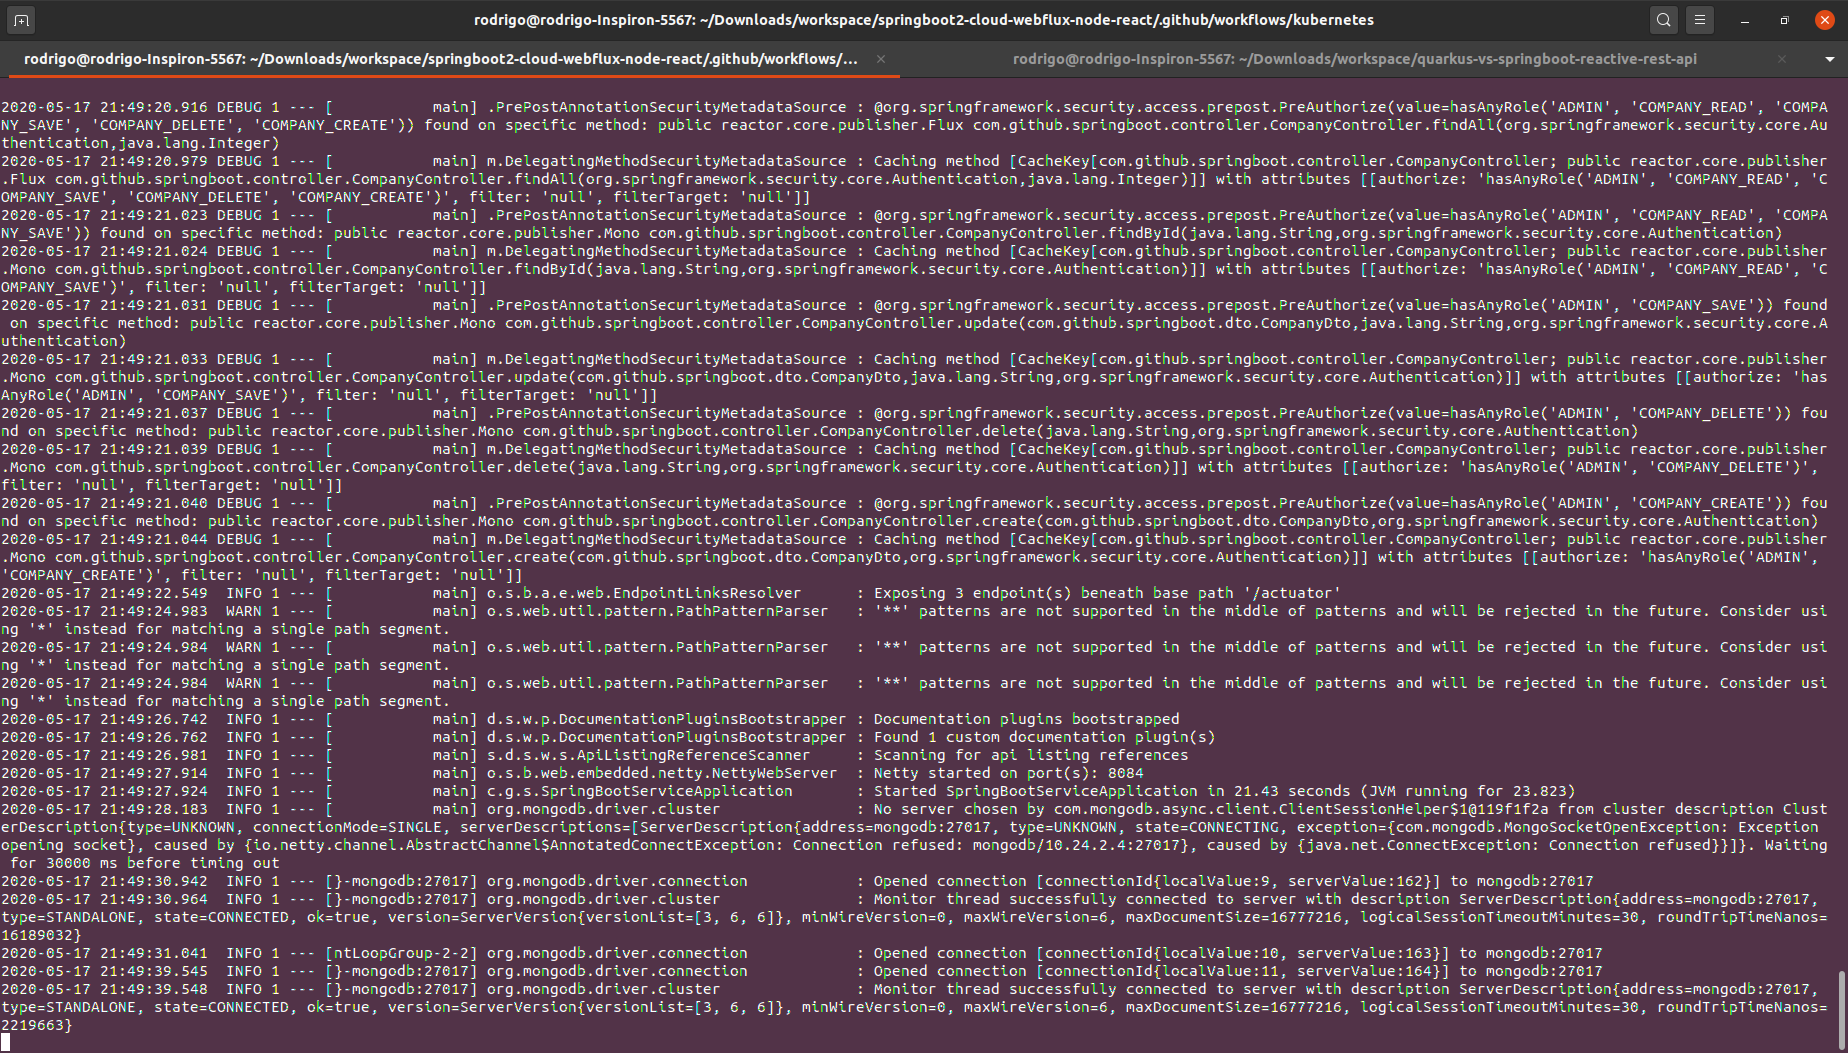 rodrigo@rodrigo-Inspiron-5567: ~/Downloads/workspace/springboot2-cloud-webflux-node-react/.github/workflows/kubernetes
rodrigo@rodrigo-Inspiron-5567: ~/Downloads/workspace/springboot2-cloud-webflux-node-react/.github/workflows/...
rodrigo@rodrigo-Inspiron-5567: ~/Downloads/workspace/quarkus-vs-springboot-reactive-rest-api
2020-05-17 21:49:20.916 DEBUG 1 --- [           main] .PrePostAnnotationSecurityMetadataSource : @org.springframework.security.access.prepost.PreAuthorize(value=hasAnyRole('ADMIN', 'COMPANY_READ', 'COMPA
NY_SAVE', 'COMPANY_DELETE', 'COMPANY_CREATE')) found on specific method: public reactor.core.publisher.Flux com.github.springboot.controller.CompanyController.findAll(org.springframework.security.core.Au
thentication,java.lang.Integer)
2020-05-17 21:49:20.979 DEBUG 1 --- [           main] m.DelegatingMethodSecurityMetadataSource : Caching method [CacheKey[com.github.springboot.controller.CompanyController; public reactor.core.publisher
.Flux com.github.springboot.controller.CompanyController.findAll(org.springframework.security.core.Authentication,java.lang.Integer)]] with attributes [[authorize: 'hasAnyRole('ADMIN', 'COMPANY_READ', 'C
OMPANY_SAVE', 'COMPANY_DELETE', 'COMPANY_CREATE')', filter: 'null', filterTarget: 'null']]
2020-05-17 21:49:21.023 DEBUG 1 --- [           main] .PrePostAnnotationSecurityMetadataSource : @org.springframework.security.access.prepost.PreAuthorize(value=hasAnyRole('ADMIN', 'COMPANY_READ', 'COMPA
NY_SAVE')) found on specific method: public reactor.core.publisher.Mono com.github.springboot.controller.CompanyController.findById(java.lang.String,org.springframework.security.core.Authentication)
2020-05-17 21:49:21.024 DEBUG 1 --- [           main] m.DelegatingMethodSecurityMetadataSource : Caching method [CacheKey[com.github.springboot.controller.CompanyController; public reactor.core.publisher
.Mono com.github.springboot.controller.CompanyController.findById(java.lang.String,org.springframework.security.core.Authentication)]] with attributes [[authorize: 'hasAnyRole('ADMIN', 'COMPANY_READ', 'C
OMPANY_SAVE')', filter: 'null', filterTarget: 'null']]
2020-05-17 21:49:21.031 DEBUG 1 --- [           main] .PrePostAnnotationSecurityMetadataSource : @org.springframework.security.access.prepost.PreAuthorize(value=hasAnyRole('ADMIN', 'COMPANY_SAVE')) found
 on specific method: public reactor.core.publisher.Mono com.github.springboot.controller.CompanyController.update(com.github.springboot.dto.CompanyDto,java.lang.String,org.springframework.security.core.A
uthentication)
2020-05-17 21:49:21.033 DEBUG 1 --- [           main] m.DelegatingMethodSecurityMetadataSource : Caching method [CacheKey[com.github.springboot.controller.CompanyController; public reactor.core.publisher
.Mono com.github.springboot.controller.CompanyController.update(com.github.springboot.dto.CompanyDto,java.lang.String,org.springframework.security.core.Authentication)]] with attributes [[authorize: 'has
AnyRole('ADMIN', 'COMPANY_SAVE')', filter: 'null', filterTarget: 'null']]
2020-05-17 21:49:21.037 DEBUG 1 --- [           main] .PrePostAnnotationSecurityMetadataSource : @org.springframework.security.access.prepost.PreAuthorize(value=hasAnyRole('ADMIN', 'COMPANY_DELETE')) fou
nd on specific method: public reactor.core.publisher.Mono com.github.springboot.controller.CompanyController.delete(java.lang.String,org.springframework.security.core.Authentication)
2020-05-17 21:49:21.039 DEBUG 1 --- [           main] m.DelegatingMethodSecurityMetadataSource : Caching method [CacheKey[com.github.springboot.controller.CompanyController; public reactor.core.publisher
.Mono com.github.springboot.controller.CompanyController.delete(java.lang.String,org.springframework.security.core.Authentication)]] with attributes [[authorize: 'hasAnyRole('ADMIN', 'COMPANY_DELETE')',
filter: 'null', filterTarget: 'null']]
2020-05-17 21:49:21.040 DEBUG 1 --- [           main] .PrePostAnnotationSecurityMetadataSource : @org.springframework.security.access.prepost.PreAuthorize(value=hasAnyRole('ADMIN', 'COMPANY_CREATE')) fou
nd on specific method: public reactor.core.publisher.Mono com.github.springboot.controller.CompanyController.create(com.github.springboot.dto.CompanyDto,org.springframework.security.core.Authentication)
2020-05-17 21:49:21.044 DEBUG 1 --- [           main] m.DelegatingMethodSecurityMetadataSource : Caching method [CacheKey[com.github.springboot.controller.CompanyController; public reactor.core.publisher
.Mono com.github.springboot.controller.CompanyController.create(com.github.springboot.dto.CompanyDto,org.springframework.security.core.Authentication)]] with attributes [[authorize: 'hasAnyRole('ADMIN',
'COMPANY_CREATE')', filter: 'null', filterTarget: 'null']]
2020-05-17 21:49:22.549  INFO 1 --- [           main] o.s.b.a.e.web.EndpointLinksResolver      : Exposing 3 endpoint(s) beneath base path '/actuator'
2020-05-17 21:49:24.983  WARN 1 --- [           main] o.s.web.util.pattern.PathPatternParser   : '**' patterns are not supported in the middle of patterns and will be rejected in the future. Consider usi
ng '*' instead for matching a single path segment.
2020-05-17 21:49:24.984  WARN 1 --- [           main] o.s.web.util.pattern.PathPatternParser   : '**' patterns are not supported in the middle of patterns and will be rejected in the future. Consider usi
ng '*' instead for matching a single path segment.
2020-05-17 21:49:24.984  WARN 1 --- [           main] o.s.web.util.pattern.PathPatternParser   : '**' patterns are not supported in the middle of patterns and will be rejected in the future. Consider usi
ng '*' instead for matching a single path segment.
2020-05-17 21:49:26.742  INFO 1 --- [           main] d.s.w.p.DocumentationPluginsBootstrapper : Documentation plugins bootstrapped
2020-05-17 21:49:26.762  INFO 1 --- [           main] d.s.w.p.DocumentationPluginsBootstrapper : Found 1 custom documentation plugin(s)
2020-05-17 21:49:26.981  INFO 1 --- [           main] s.d.s.w.s.ApiListingReferenceScanner     : Scanning for api listing references
2020-05-17 21:49:27.914  INFO 1 --- [           main] o.s.b.web.embedded.netty.NettyWebServer  : Netty started on port(s): 8084
2020-05-17 21:49:27.924  INFO 1 --- [           main] c.g.s.SpringBootServiceApplication       : Started SpringBootServiceApplication in 21.43 seconds (JVM running for 23.823)
2020-05-17 21:49:28.183  INFO 1 --- [           main] org.mongodb.driver.cluster               : No server chosen by com.mongodb.async.client.ClientSessionHelper$1@119f1f2a from cluster description Clust
erDescription{type=UNKNOWN, connectionMode=SINGLE, serverDescriptions=[ServerDescription{address=mongodb:27017, type=UNKNOWN, state=CONNECTING, exception={com.mongodb.MongoSocketOpenException: Exception
opening socket}, caused by {io.netty.channel.AbstractChannel$AnnotatedConnectException: Connection refused: mongodb/10.24.2.4:27017}, caused by {java.net.ConnectException: Connection refused}}]}. Waiting
 for 30000 ms before timing out
2020-05-17 21:49:30.942  INFO 1 --- [}-mongodb:27017] org.mongodb.driver.connection            : Opened connection [connectionId{localValue:9, serverValue:162}] to mongodb:27017
2020-05-17 21:49:30.964  INFO 1 --- [}-mongodb:27017] org.mongodb.driver.cluster               : Monitor thread successfully connected to server with description ServerDescription{address=mongodb:27017,
type=STANDALONE, state=CONNECTED, ok=true, version=ServerVersion{versionList=[3, 6, 6]}, minWireVersion=0, maxWireVersion=6, maxDocumentSize=16777216, logicalSessionTimeoutMinutes=30, roundTripTimeNanos=
16189032}
2020-05-17 21:49:31.041  INFO 1 --- [ntLoopGroup-2-2] org.mongodb.driver.connection            : Opened connection [connectionId{localValue:10, serverValue:163}] to mongodb:27017
2020-05-17 21:49:39.545  INFO 1 --- [}-mongodb:27017] org.mongodb.driver.connection            : Opened connection [connectionId{localValue:11, serverValue:164}] to mongodb:27017
2020-05-17 21:49:39.548  INFO 1 --- [}-mongodb:27017] org.mongodb.driver.cluster               : Monitor thread successfully connected to server with description ServerDescription{address=mongodb:27017,
type=STANDALONE, state=CONNECTED, ok=true, version=ServerVersion{versionList=[3, 6, 6]}, minWireVersion=0, maxWireVersion=6, maxDocumentSize=16777216, logicalSessionTimeoutMinutes=30, roundTripTimeNanos=
2219663}